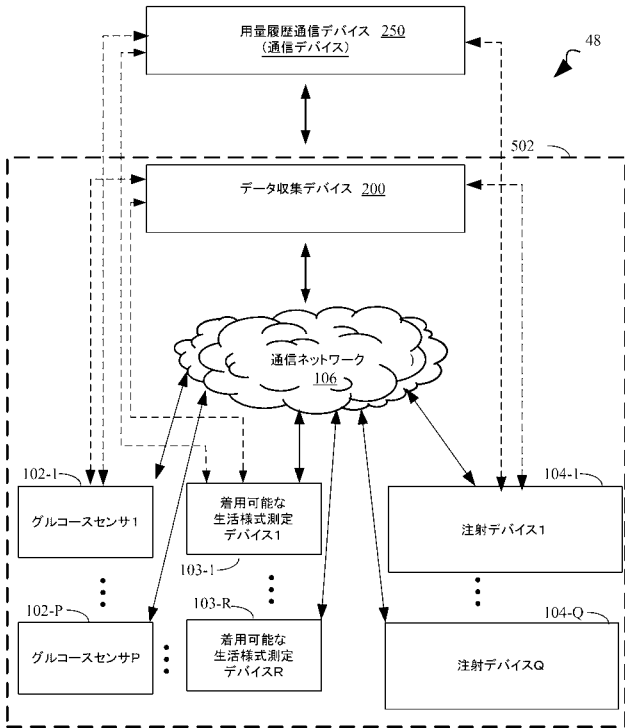 用量履歴通信デバイス 250
(通信デバイス)
48
502
データ収集デバイス 200
通信ネットワーク
106
102-1
グルコースセンサ1
着用可能な
生活様式測定
デバイス1
103-1
104-1
注射デバイス1
102-P
グルコースセンサP
103-R
着用可能な
生活様式測定
デバイスR
104-Q
注射デバイスQ